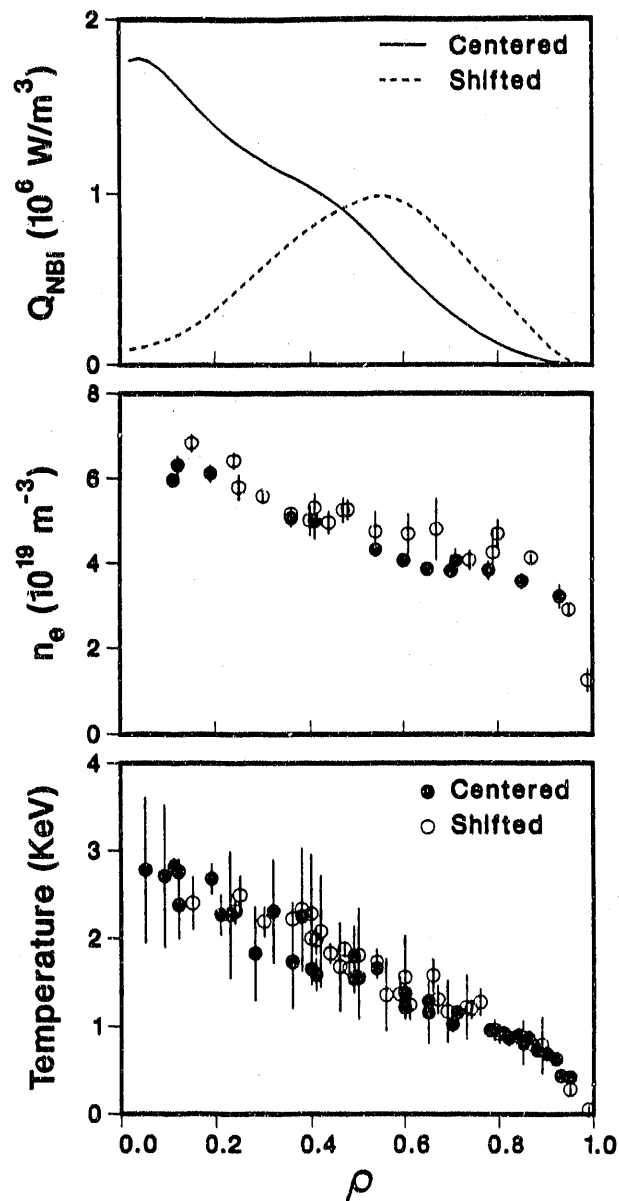 2
Centered
Shifted
1
Q_NBI (10^6 W/m^3)
0
8
6
4
n_e (10^19 m^-3)
2
0
4
Centered
Shifted
3
2
Temperature (KeV)
1
0
0.0 0.2 0.4 0.6 0.8 1.0
ρ